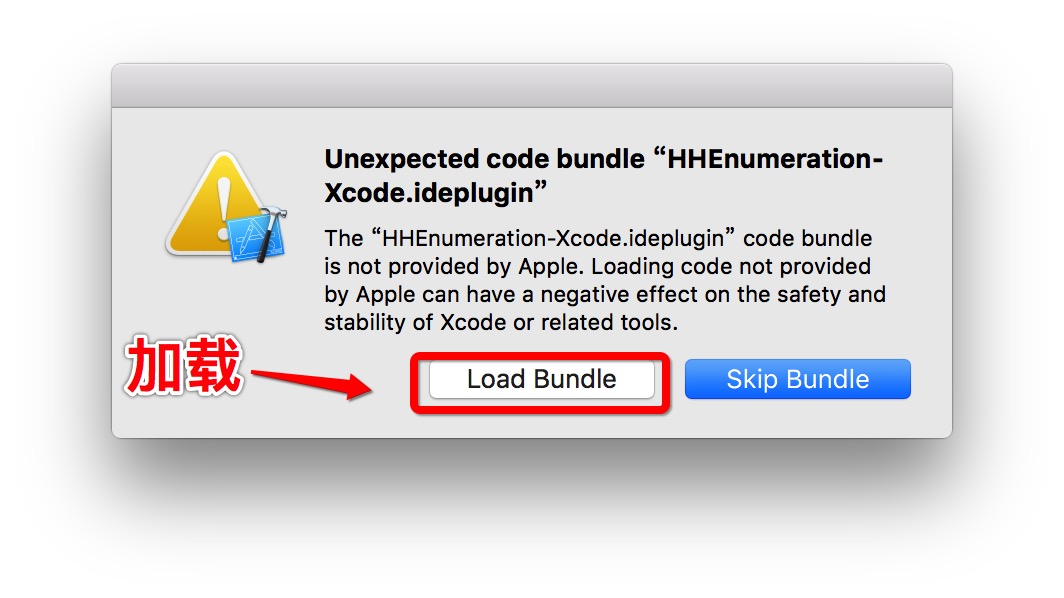 Unexpected code bundle “HHEnumeration-
Xcode.ideplugin”
The “HHEnumeration-Xcode.ideplugin” code bundle
is not provided by Apple. Loading code not provided
by Apple can have a negative effect on the safety and
stability of Xcode or related tools.
加载
Load Bundle
Skip Bundle